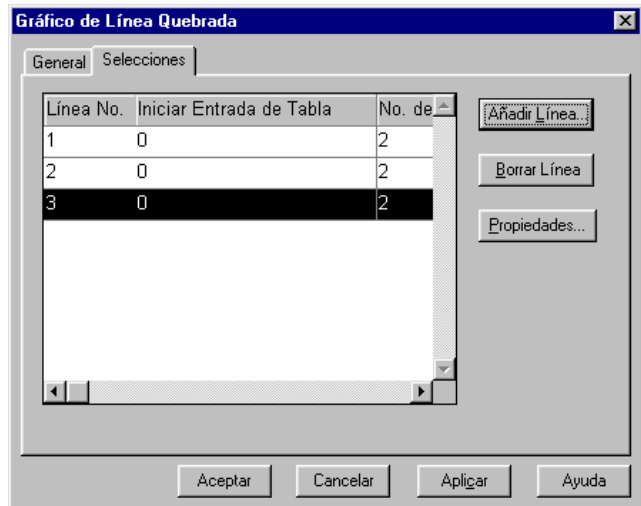 Gráfico de Línea Quebrada
General Selecciones
Línea No. Iniciar Entrada de Tabla No. de
1 0 2
2 0 2
3 0 2
Añadir Línea...
Borrar Línea
Propiedades...
Aceptar Cancelar Aplicar Ayuda